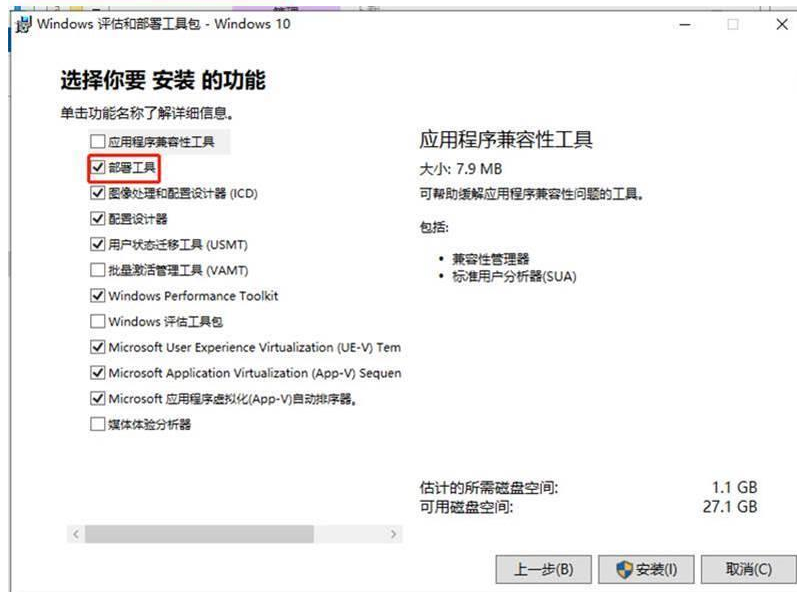 Windows 评估和部署工具包 - Windows 10
选择你要 安装 的功能
单击功能名称了解详细信息。
应用程序兼容性工具
部署工具
图像处理和配置设计器 (ICD)
配置设计器
用户状态迁移工具 (USMT)
批量激活管理工具 (VAMT)
Windows Performance Toolkit
Windows 评估工具包
Microsoft User Experience Virtualization (UE-V) Tem
Microsoft Application Virtualization (App-V) Sequen
Microsoft 应用程序虚拟化(App-V)自动排序器。
媒体体验分析器
应用程序兼容性工具
大小: 7.9 MB
可帮助缓解应用程序兼容性问题的工具。
包括:
• 兼容性管理器
• 标准用户分析器(SUA)
估计的所需磁盘空间: 1.1 GB
可用磁盘空间: 27.1 GB
上一步(B)
安装(I)
取消(C)